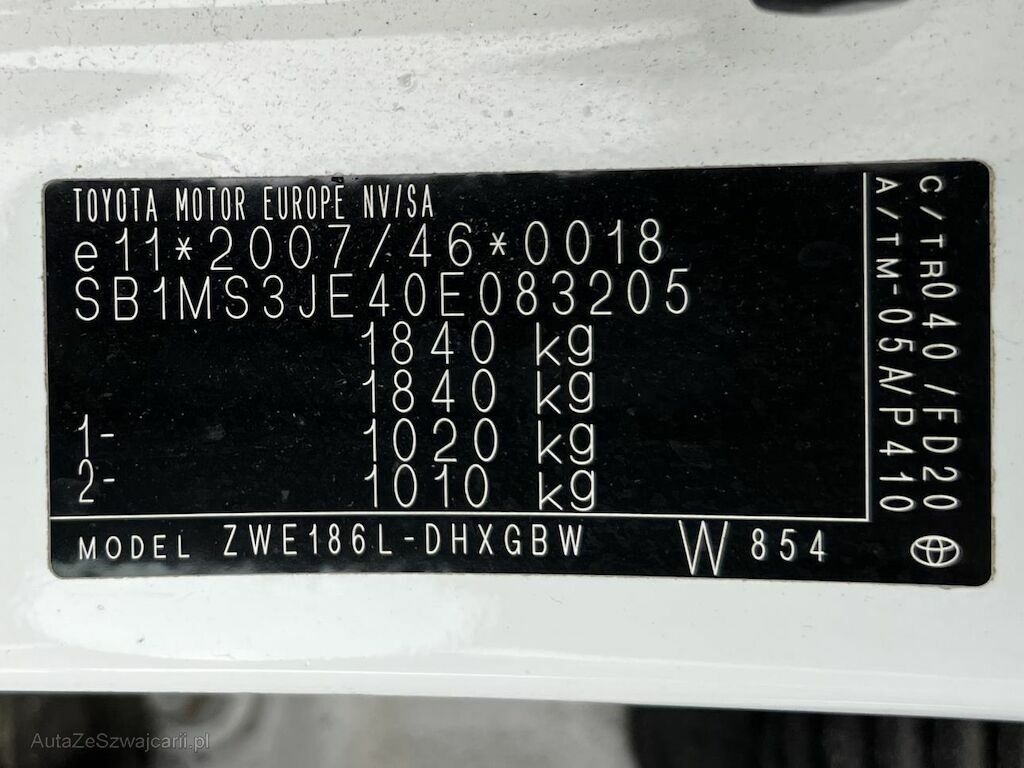 TOYOTA MOTOR EUROPE NV/SA
e11*2007/46*0018
SB1MS3JE40E083205
1840 kg
1840 kg
1- 1020 kg
2- 1010 kg
MODEL ZWE186L-DHXGBW W 854
C/TR040/FD20
A/TM-05A/P410
AutaZeSzwajcarii.pl